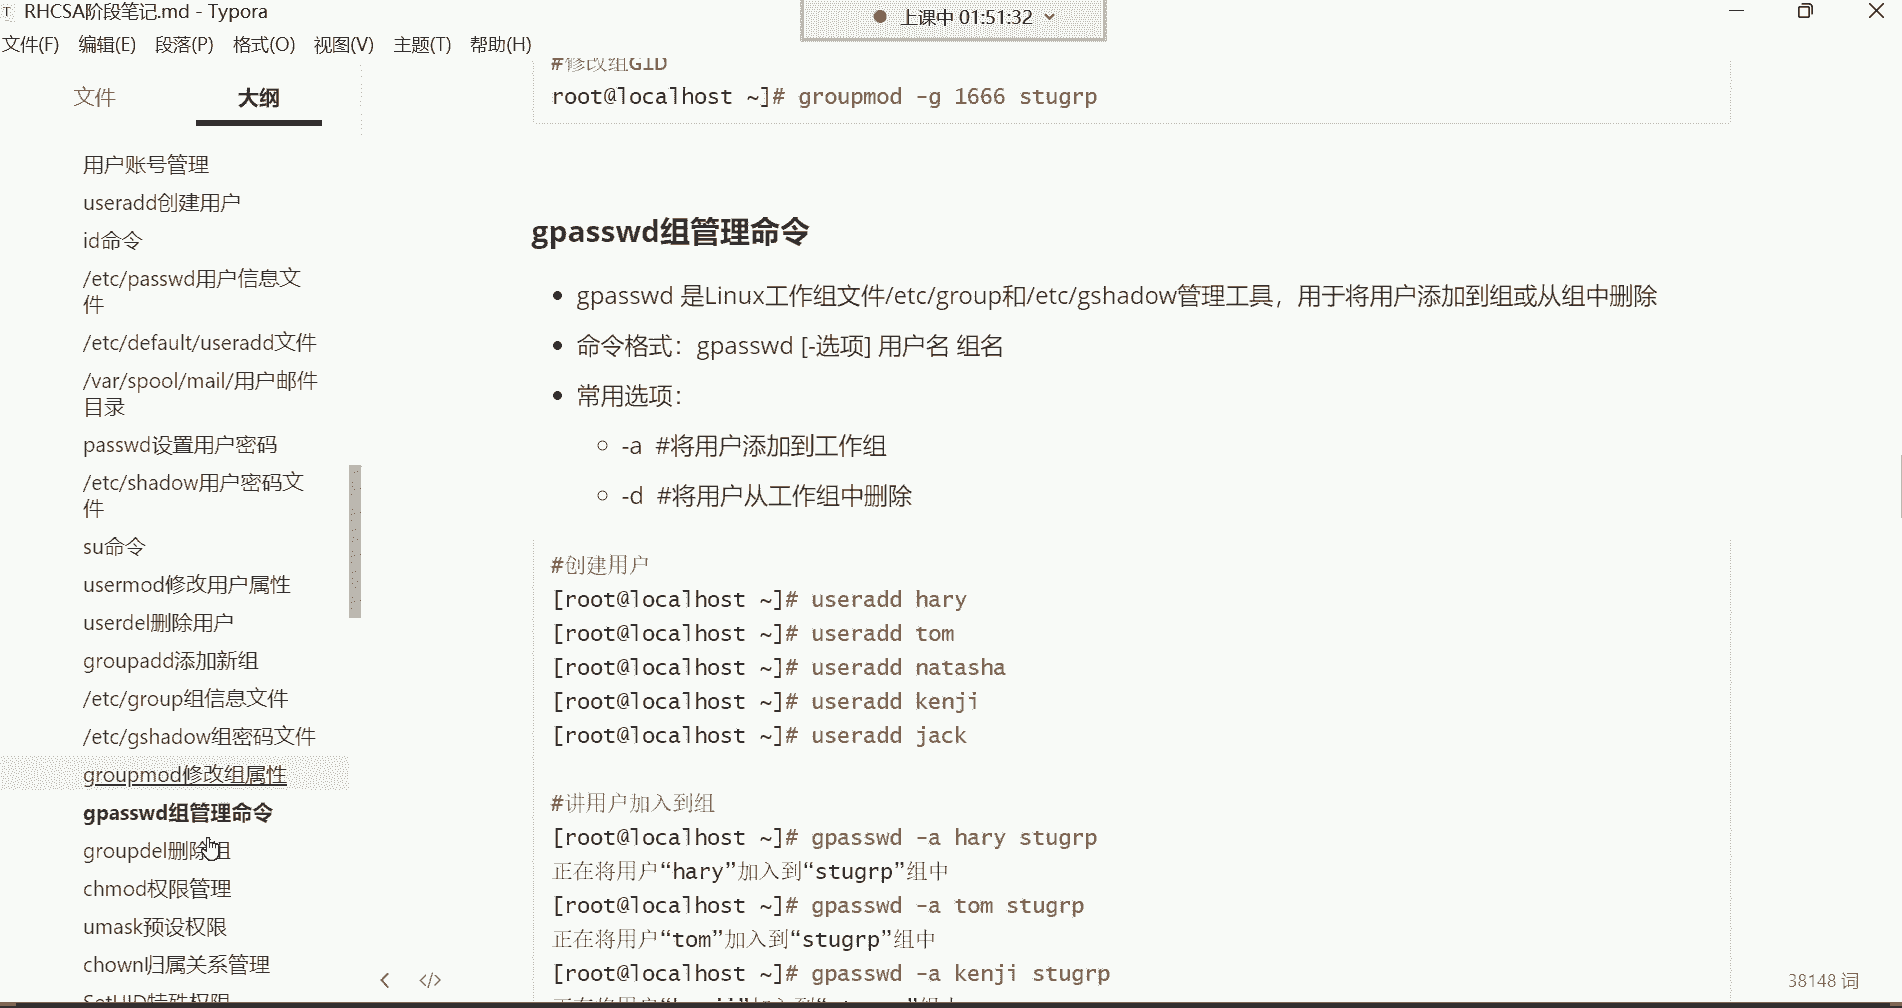 RHCSA阶段笔记.md - Typora
上课中 01:51:32
文件(F) 编辑(E) 段落(P) 格式(O) 视图(V) 主题(T) 帮助(H)
文件 大纲
用户账号管理
useradd创建用户
id命令
/etc/passwd用户信息文
件
/etc/default/useradd文件
/var/spool/mail/用户邮件
目录
passwd设置用户密码
/etc/shadow用户密码文
件
su命令
usermod修改用户属性
userdel删除用户
groupadd添加新组
/etc/group组信息文件
/etc/gshadow组密码文件
groupmod修改组属性
gpasswd组管理命令
groupdel删除组
chmod权限管理
umask预设权限
chown归属关系管理
SetUID特殊权限
#修改组GID
root@localhost ~]# groupmod -g 1666 stugrp
gpasswd组管理命令
gpasswd 是Linux工作组文件/etc/group和/etc/gshadow管理工具，用于将用户添加到组或从组中删除
命令格式：gpasswd [-选项] 用户名 组名
常用选项：
-a #将用户添加到工作组
-d #将用户从工作组中删除
#创建用户
[root@localhost ~]# useradd hary
[root@localhost ~]# useradd tom
[root@localhost ~]# useradd natasha
[root@localhost ~]# useradd kenji
[root@localhost ~]# useradd jack
#讲用户加入到组
[root@localhost ~]# gpasswd -a hary stugrp
正在将用户“hary”加入到“stugrp”组中
[root@localhost ~]# gpasswd -a tom stugrp
正在将用户“tom”加入到“stugrp”组中
[root@localhost ~]# gpasswd -a kenji stugrp
38148 词